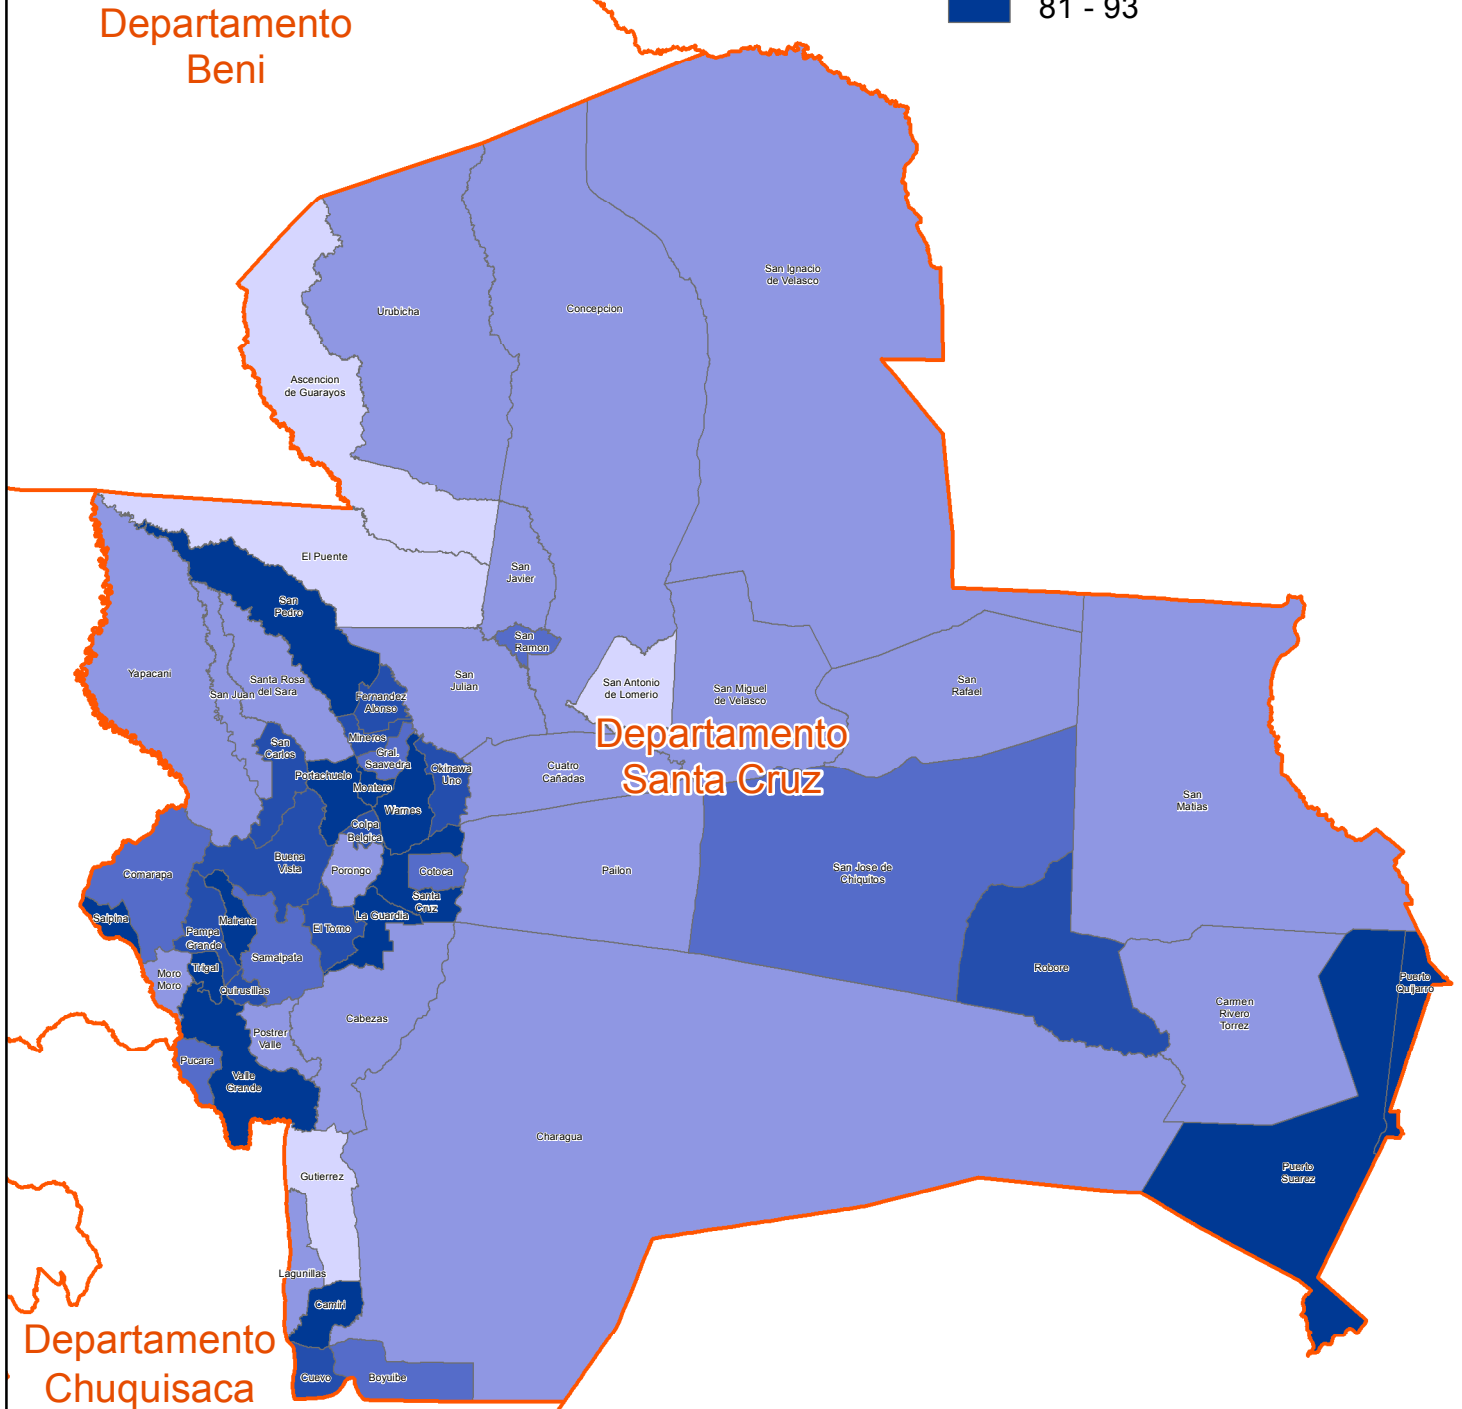 81 - 93
Departamento
Beni
San Ignacio
de Velasco
Urubicha
Concepcion
Ascencion
de Guarayos
El Puente
San
Javier
San
Pedro
San
Ramon
Yapacani
San Juan
Santa Rosa
del Sara
San
Julian
San Antonio
de Lomerio
San Miguel
de Velasco
San
Rafael
Fernandez
Alonso
Mineros
San
Carlos
Gral.
Saavedra
Departamento
Santa Cruz
Portachuelo
Montero
Okinawa
Uno
Cuatro
Cañadas
Warnes
San
Matias
Colpa
Belgica
Buena
Vista
Porongo
Cotoca
Pailon
San Jose de
Chiquitos
Comarapa
Santa
Cruz
Saipina
Mairana
La Guardia
Pampa
Grande
El Torno
Samaipata
Trigal
Moro
Moro
Quirusillas
Robore
Puerto
Quijarro
Carmen
Rivero
Torrez
Cabezas
Postrer
Valle
Pucara
Valle
Grande
Charagua
Gutierrez
Puerto
Suarez
Lagunillas
Camiri
Cuevo
Boyuibe
Departamento
Chuquisaca